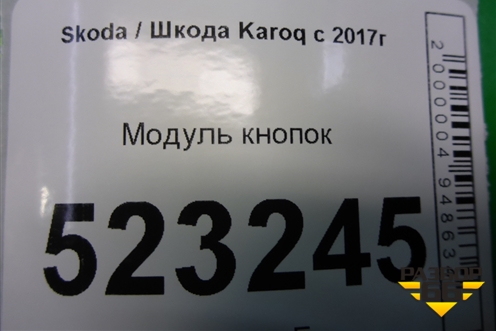 Skoda / Шкода Karoq с 2017г
Модуль кнопок
523245